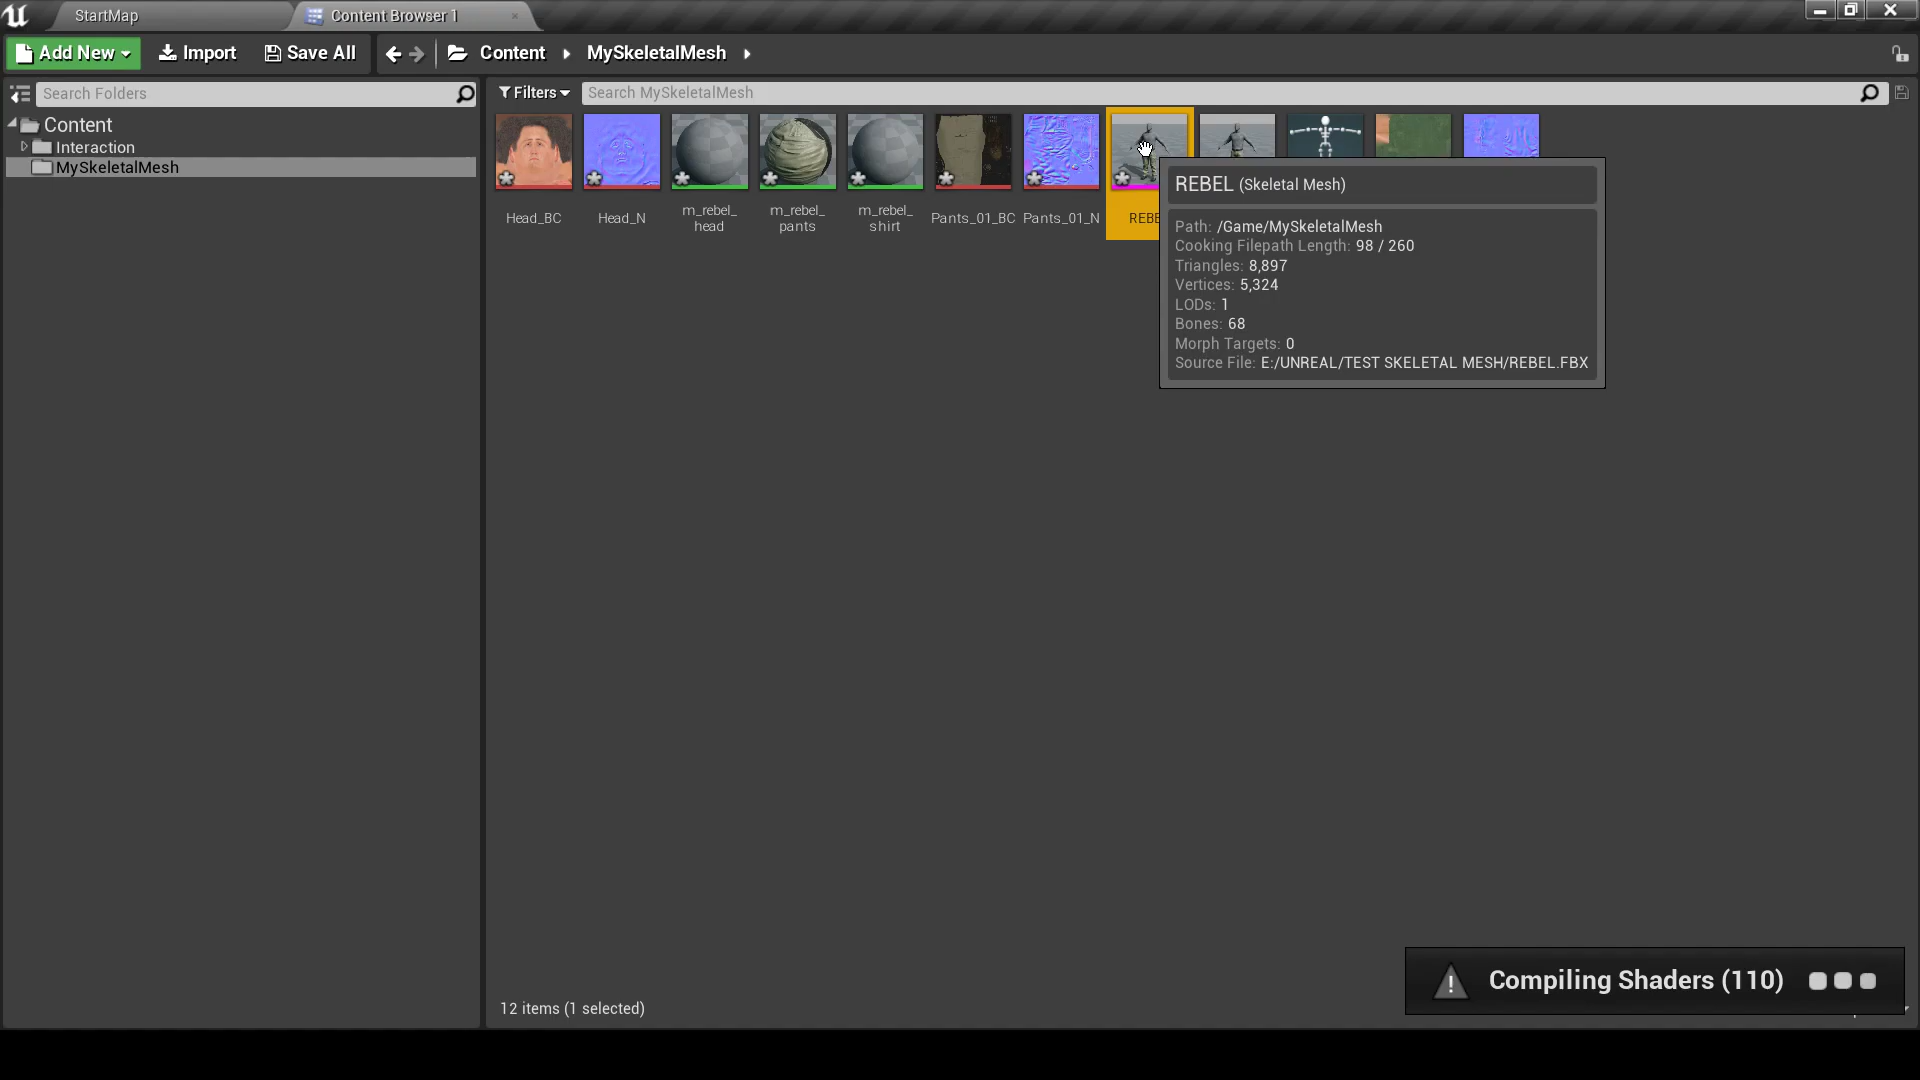 StartMap
Content Browser 1
Add New
Import
Save All
Content
MySkeletalMesh
Search Folders
Filters
Search MySkeletalMesh
Content
Interaction
MySkeletalMesh
Head_BC
Head_N
m_rebel_
head
m_rebel_
pants
m_rebel_
shirt
Pants_01_BC
Pants_01_N
REBE
REBEL (Skeletal Mesh)
Path: /Game/MySkeletalMesh
Cooking Filepath Length: 98 / 260
Triangles: 8,897
Vertices: 5,324
LODs: 1
Bones: 68
Morph Targets: 0
Source File: E:/UNREAL/TEST SKELETAL MESH/REBEL.FBX
Compiling Shaders (110)
12 items (1 selected)